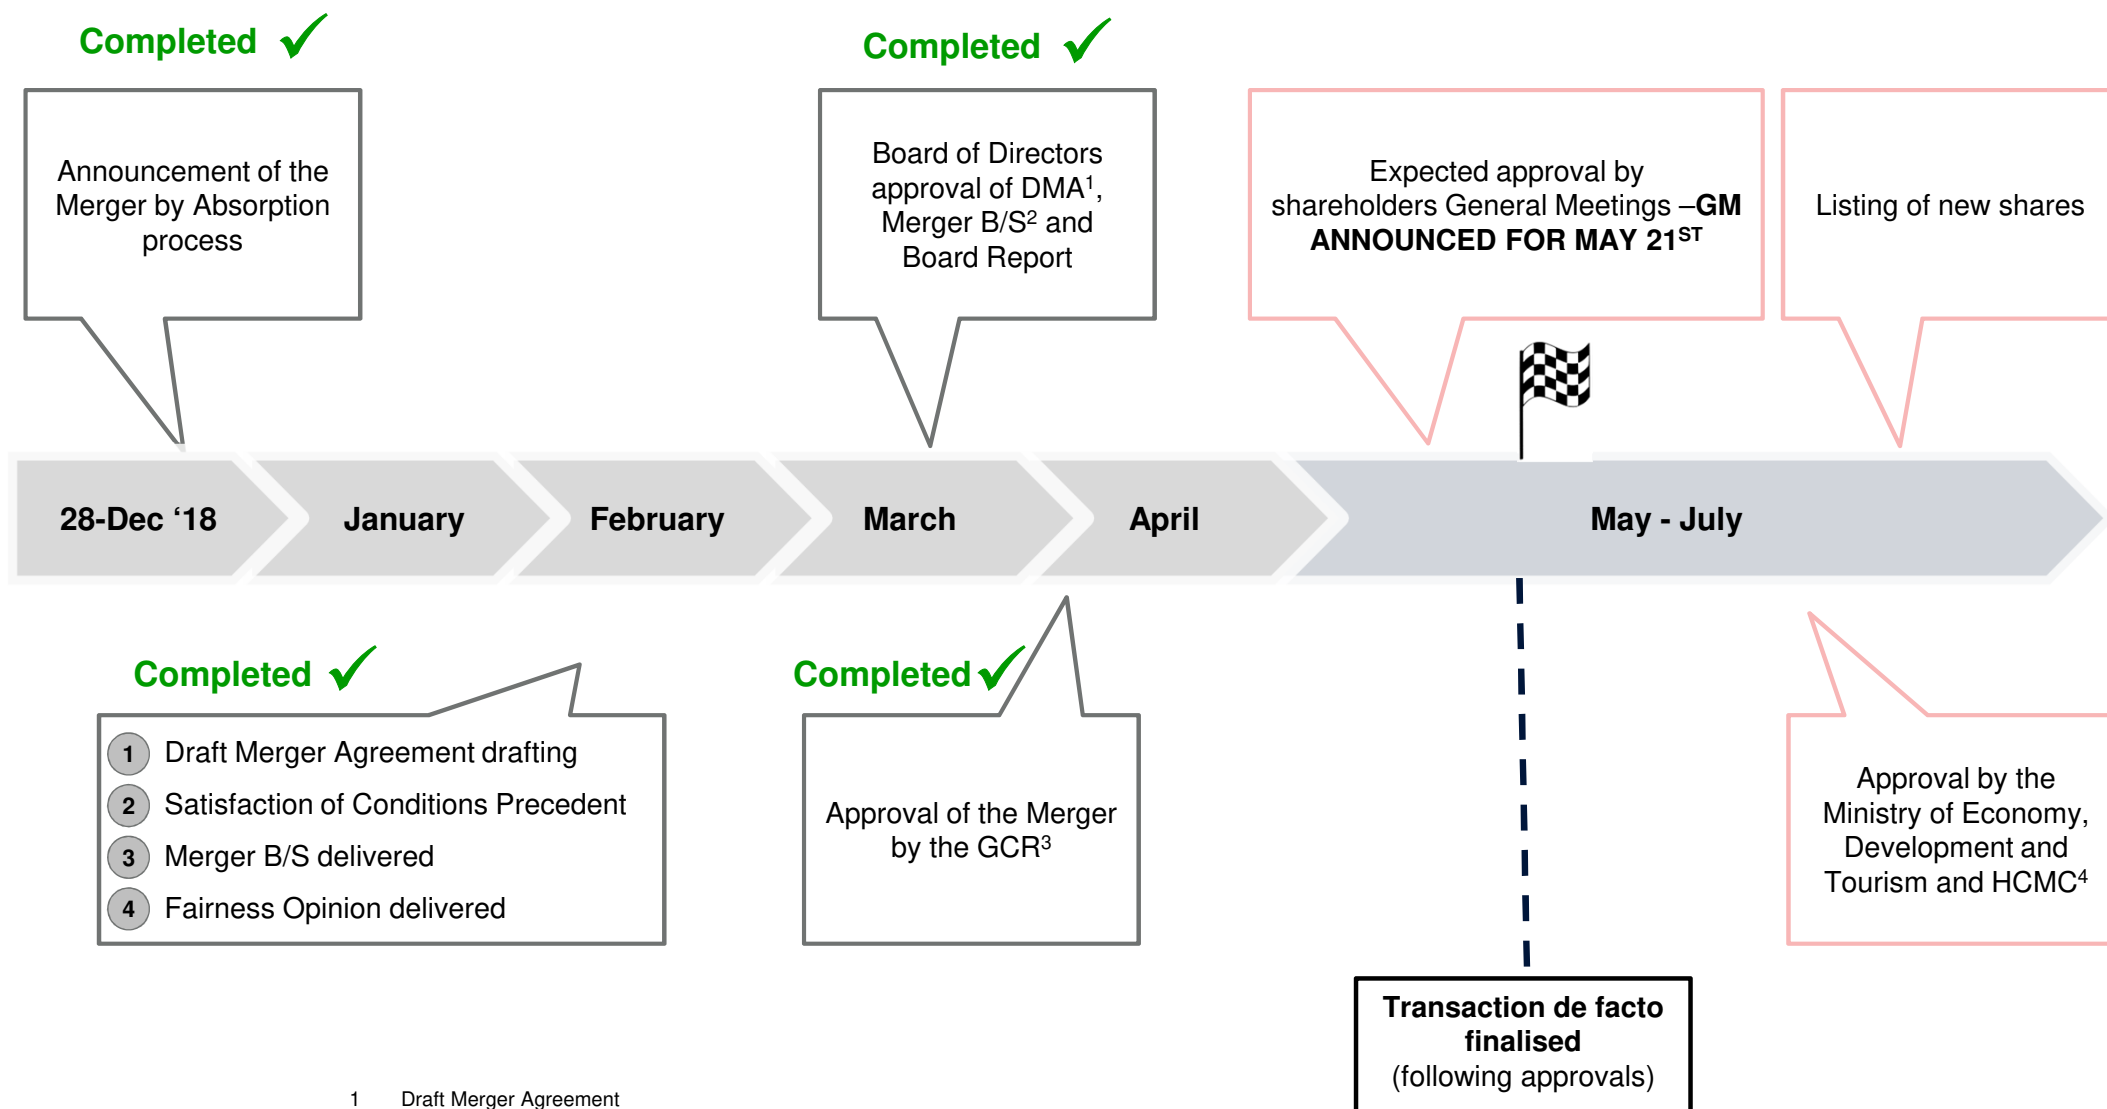 Completed
Completed
Announcement of the
Merger by Absorption
process
Board of Directors
approval of DMA¹,
Merger B/S² and
Board Report
Expected approval by
shareholders General Meetings –GM
ANNOUNCED FOR MAY 21ST
Listing of new shares
28-Dec ‘18
January
February
March
April
May - July
Completed
Completed
1 Draft Merger Agreement drafting
2 Satisfaction of Conditions Precedent
3 Merger B/S delivered
4 Fairness Opinion delivered
Approval of the Merger
by the GCR³
Approval by the
Ministry of Economy,
Development and
Tourism and HCMC⁴
Transaction de facto
finalised
(following approvals)
1 Draft Merger Agreement